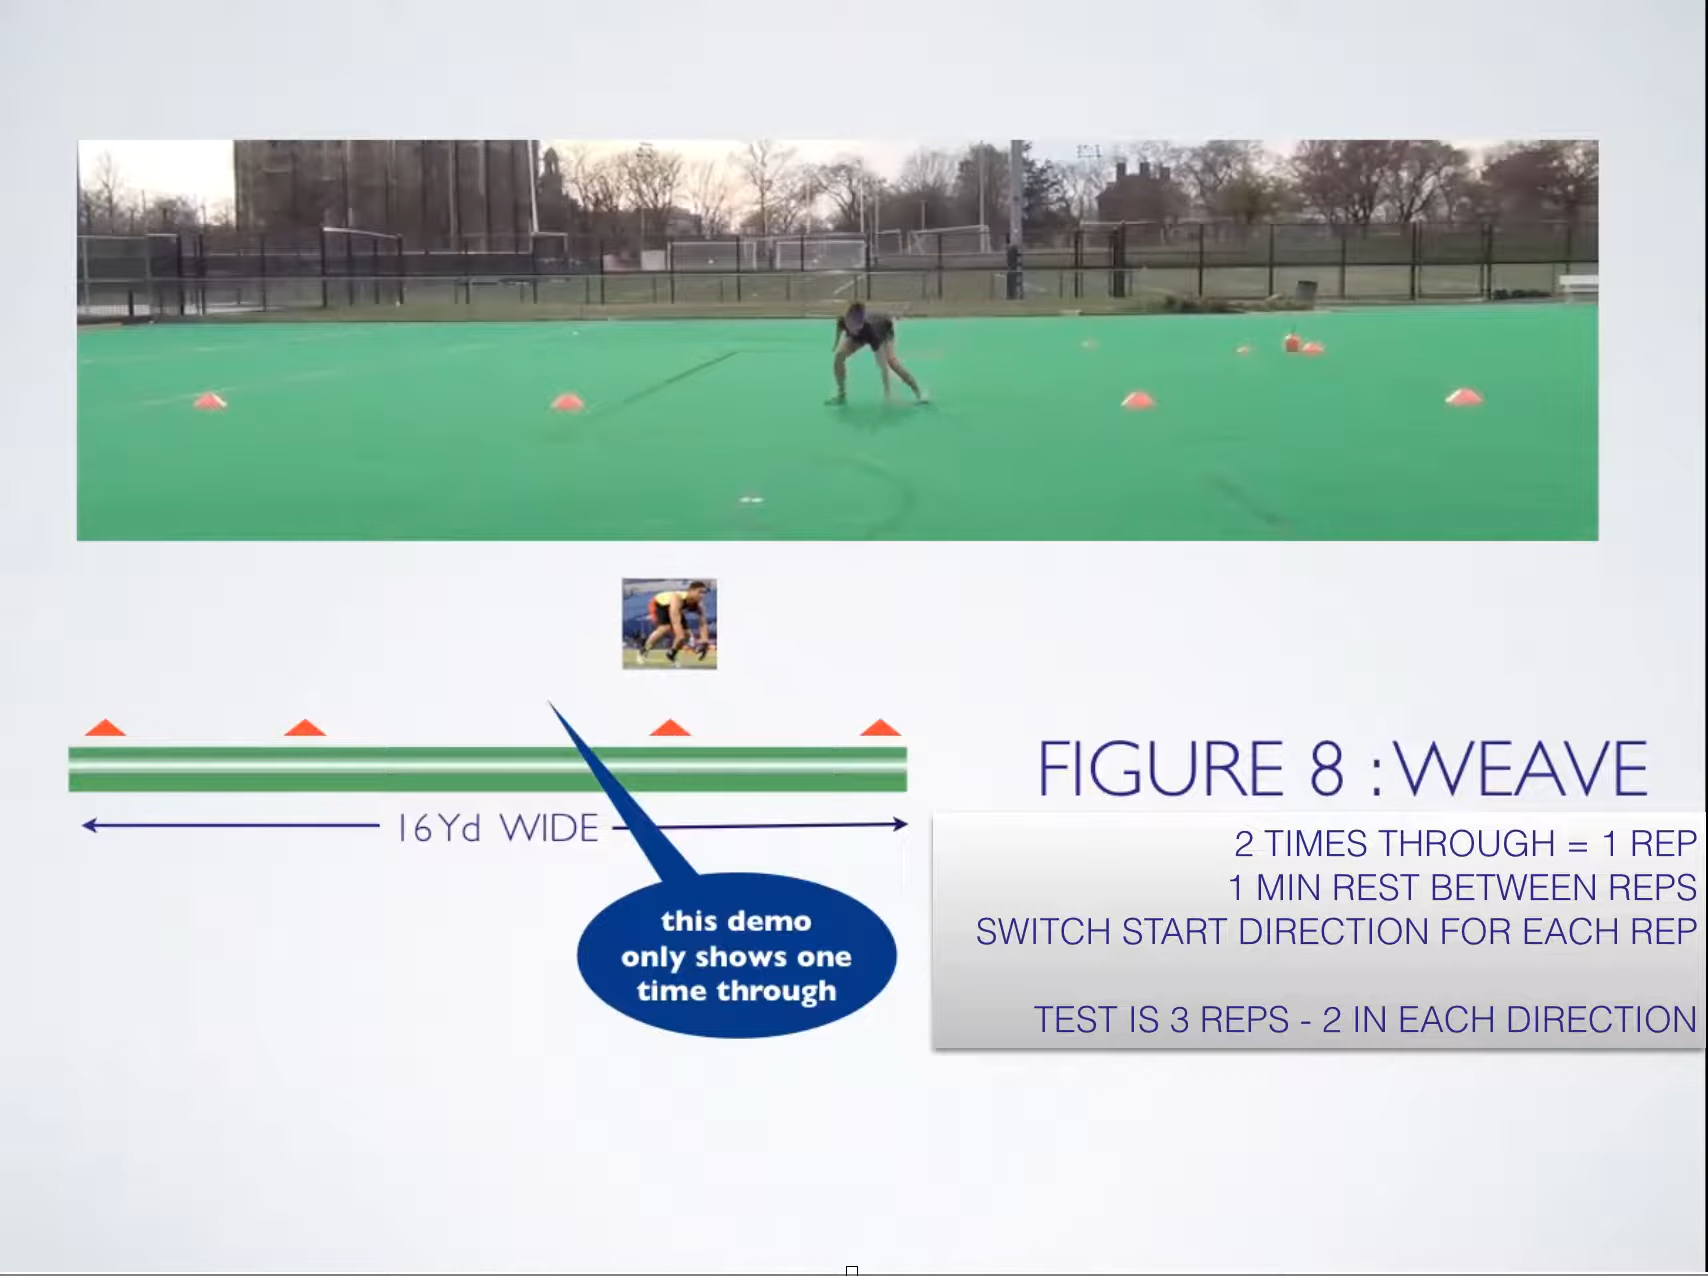 FIGURE 8 : WEAVE
16Yd WIDE
2 TIMES THROUGH = 1 REP
1 MIN REST BETWEEN REPS
SWITCH START DIRECTION FOR EACH REP
this demo
only shows one
time through
TEST IS 3 REPS - 2 IN EACH DIRECTION